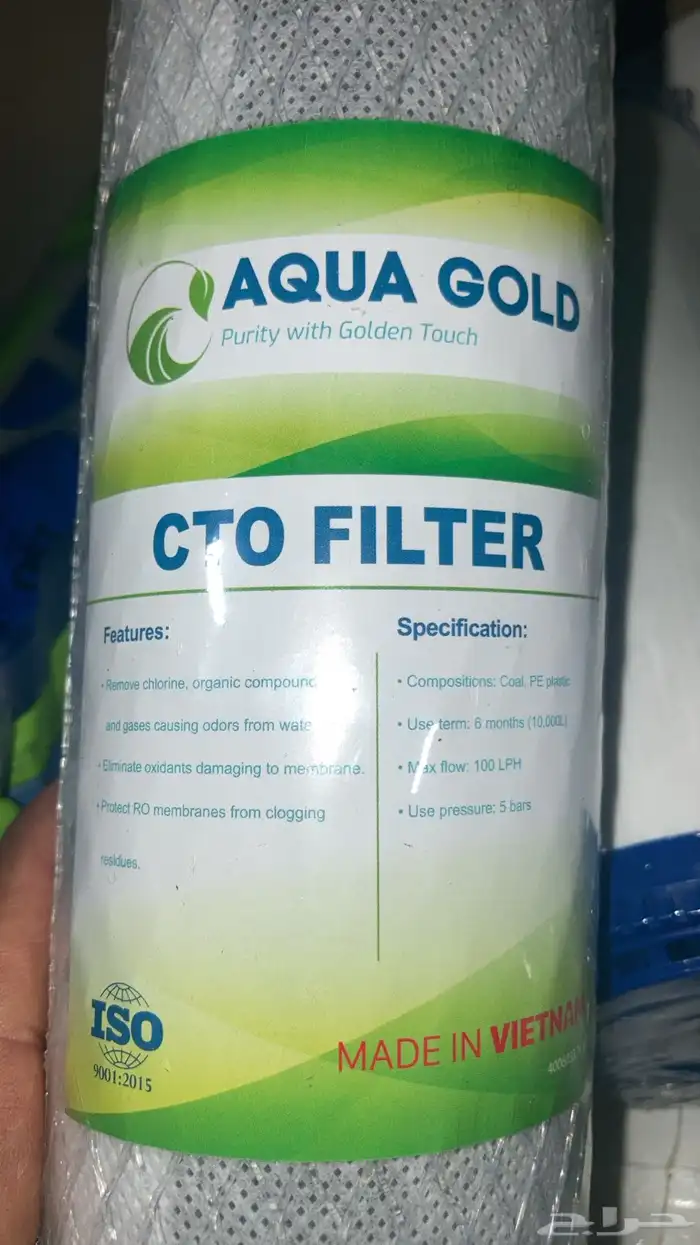 AQUA GOLD
Purity with Golden Touch
CTO FILTER
Features:
• Remove chlorine, organic compound
and gases causing odors from wate
• Eliminate oxidants damaging to membrane.
• Protect RO membranes from clogging
residues.
Specification:
• Compositions: Coal, PE plastic
• Use term: 6 months (10,000L)
• Max flow: 100 LPH
• Use pressure: 5 bars
ISO
9001:2015
MADE IN VIETNAM
حراج